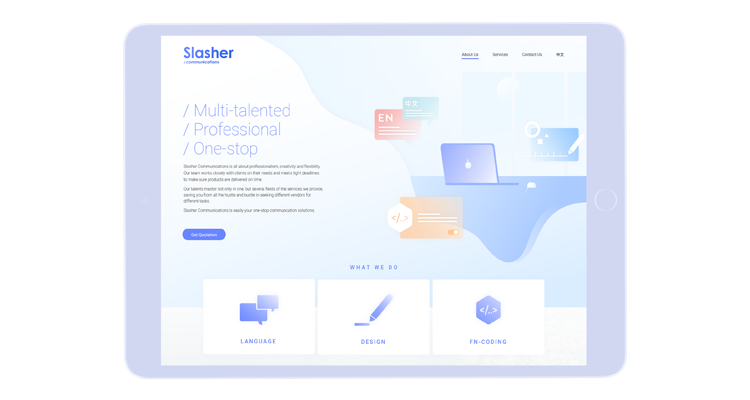 Slasher
/communications
About Us
Services
Contact Us
中文
中文
EN
/ Multi-talented
/ Professional
/ One-stop
Slasher Communications is all about professionalism, creativity and flexibility.
Our team works closely with clients on their needs and meets tight deadlines
to make sure products are delivered on time.
Our talents master not only in one, but several fields of the services we provide,
saving you from all the hustle and bustle in seeking different vendors for
different tasks.
Slasher Communications is easily your one-stop communication solutions.
</>
Get Quotation
WHAT WE DO
</>
LANGUAGE
DESIGN
FN-CODING